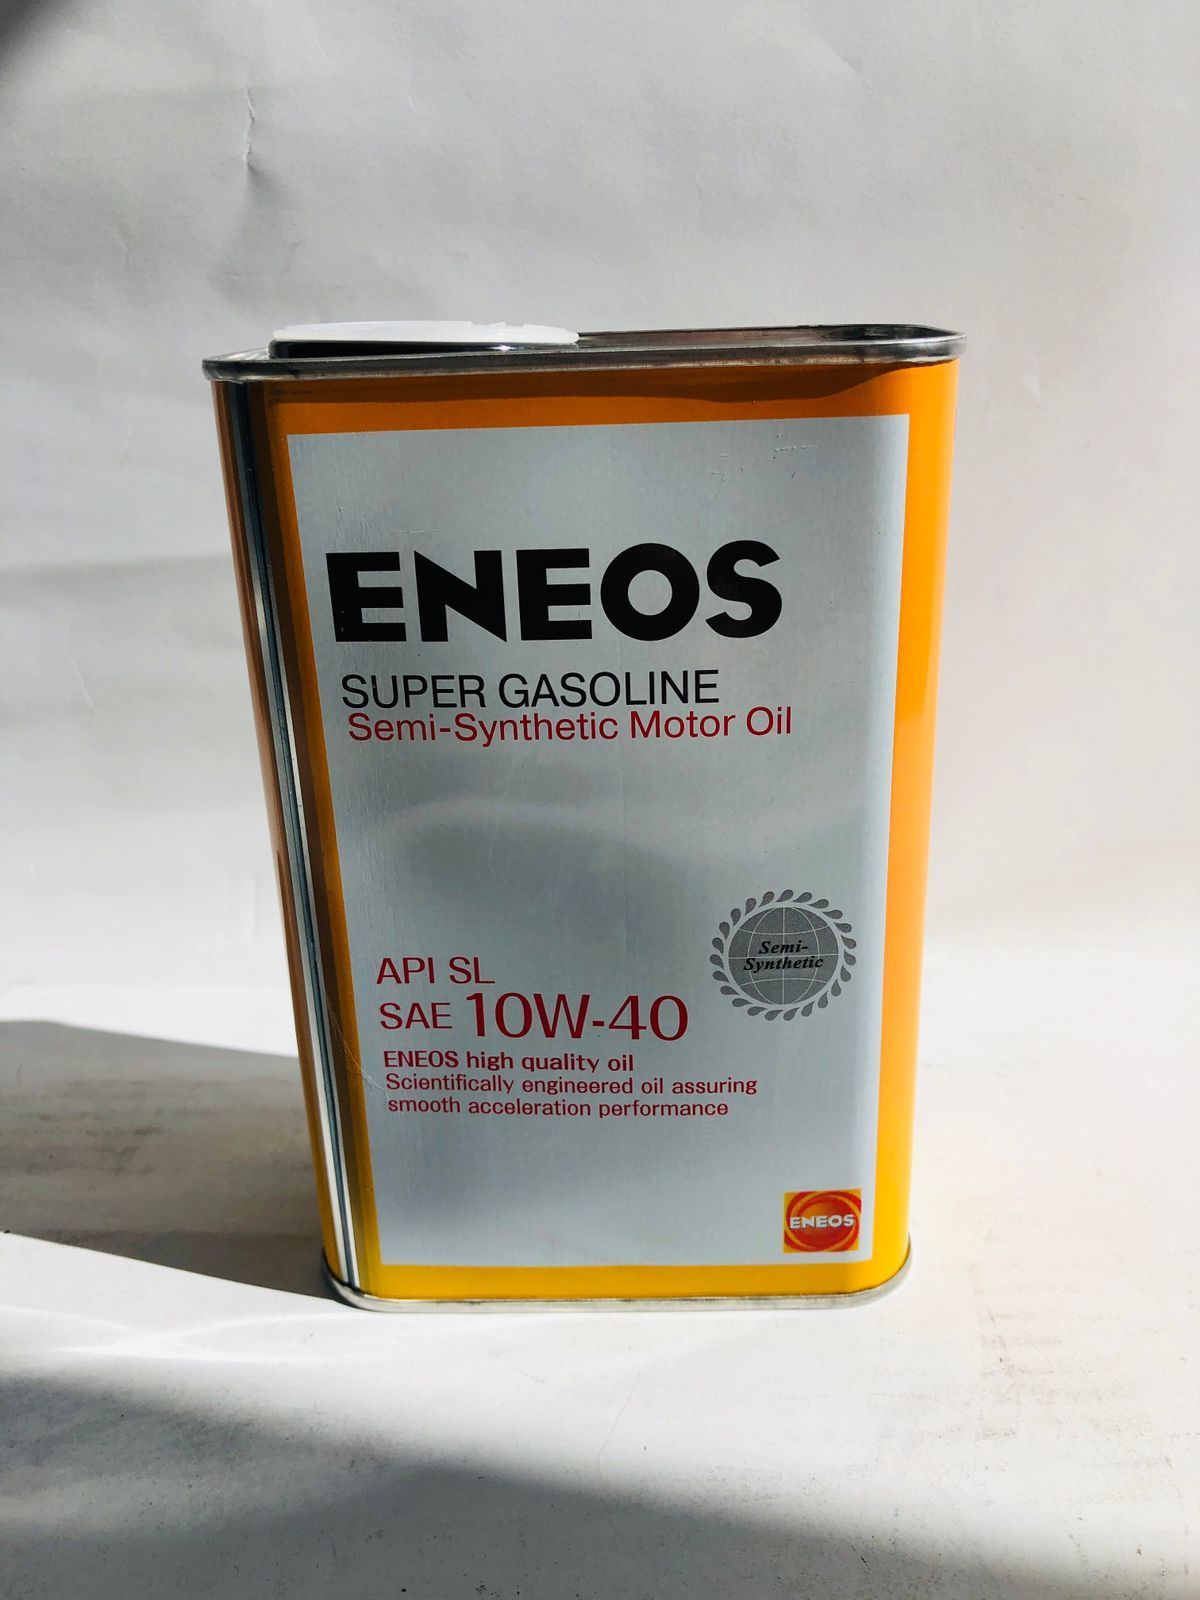 ENEOS
SUPER GASOLINE
Semi-Synthetic Motor Oil
Semi-
Synthetic
API SL
SAE 10W-40
ENEOS high quality oil
Scientifically engineered oil assuring
smooth acceleration performance
ENEOS